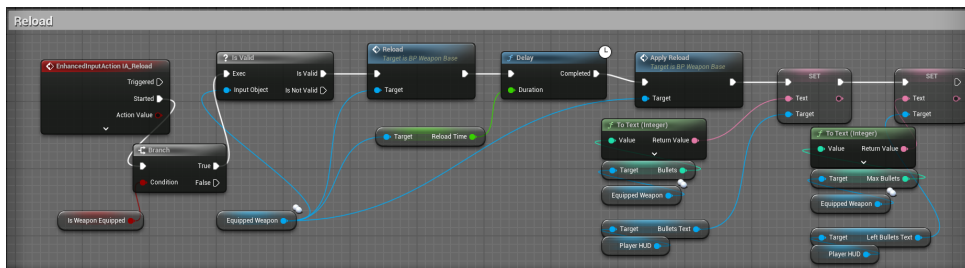 Reload
EnhancedInputAction IA_Reload
Triggered
Started
Action Value
Branch
True
Condition False
Is Weapon Equipped
? Is Valid
Exec Is Valid
Input Object Is Not Valid
Equipped Weapon
Reload
Target is BP Weapon Base
Target
Target Reload Time
f Delay
Completed
Duration
Apply Reload
Target is BP Weapon Base
Target
f To Text (Integer)
Value Return Value
Target Bullets
Equipped Weapon
Target Bullets Text
Player HUD
SET
Text
Target
f To Text (Integer)
Value Return Value
Target Max Bullets
Equipped Weapon
Target Left Bullets Text
Player HUD
SET
Text
Target